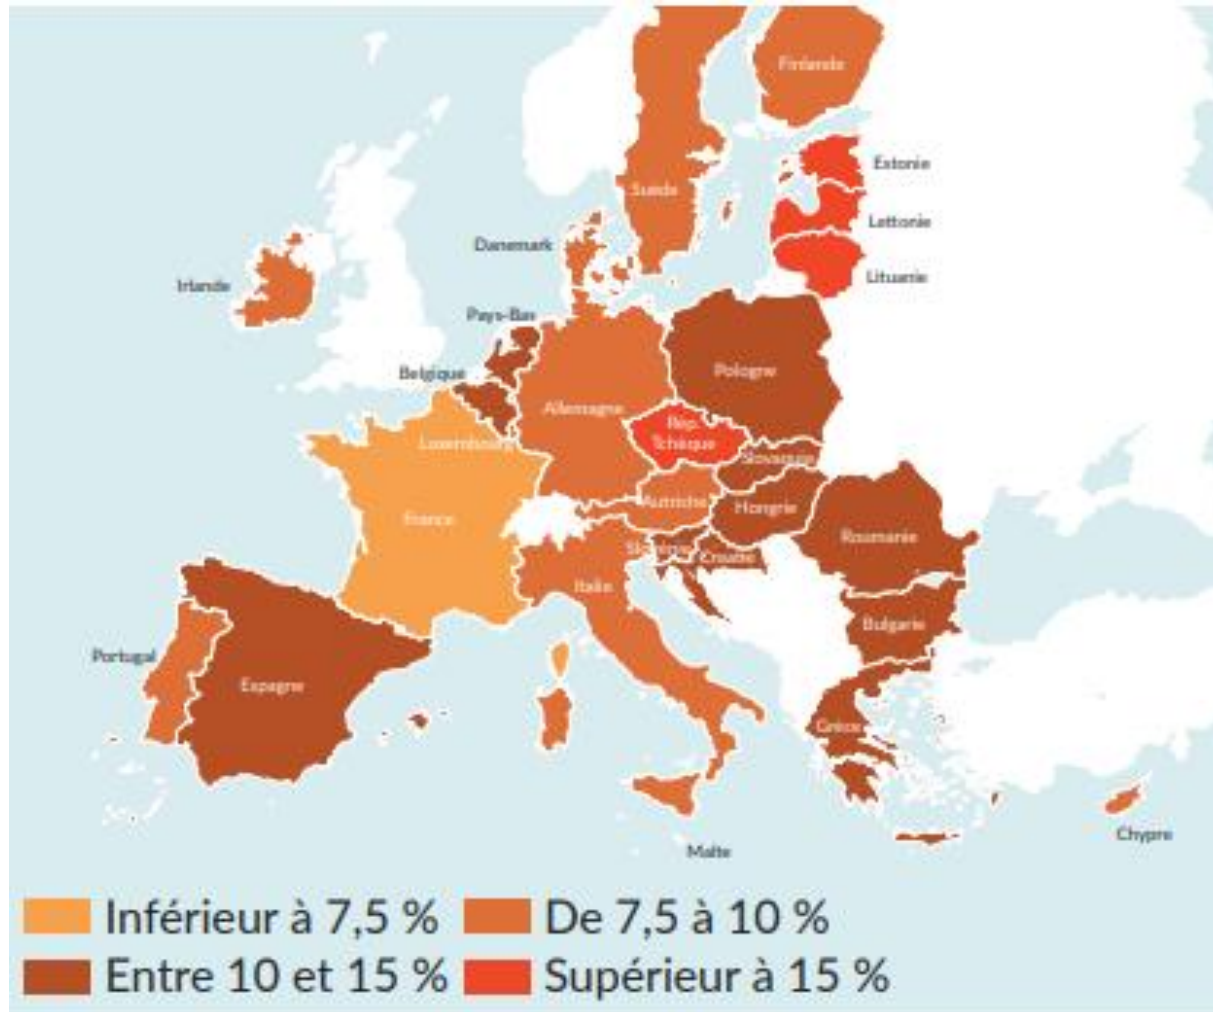 Finlande
Estonie
Suède
Lettonie
Danemark
Lituanie
Irlande
Pays-Bas
Pologne
Belgique
Allemagne
Rép.
Tchèque
Luxembourg
Slovaquie
Autriche
Hongrie
France
Roumanie
Slovénie
Croatie
Italie
Bulgarie
Portugal
Espagne
Grèce
Chypre
Malte
Inférieur à 7,5 %
De 7,5 à 10 %
Entre 10 et 15 %
Supérieur à 15 %